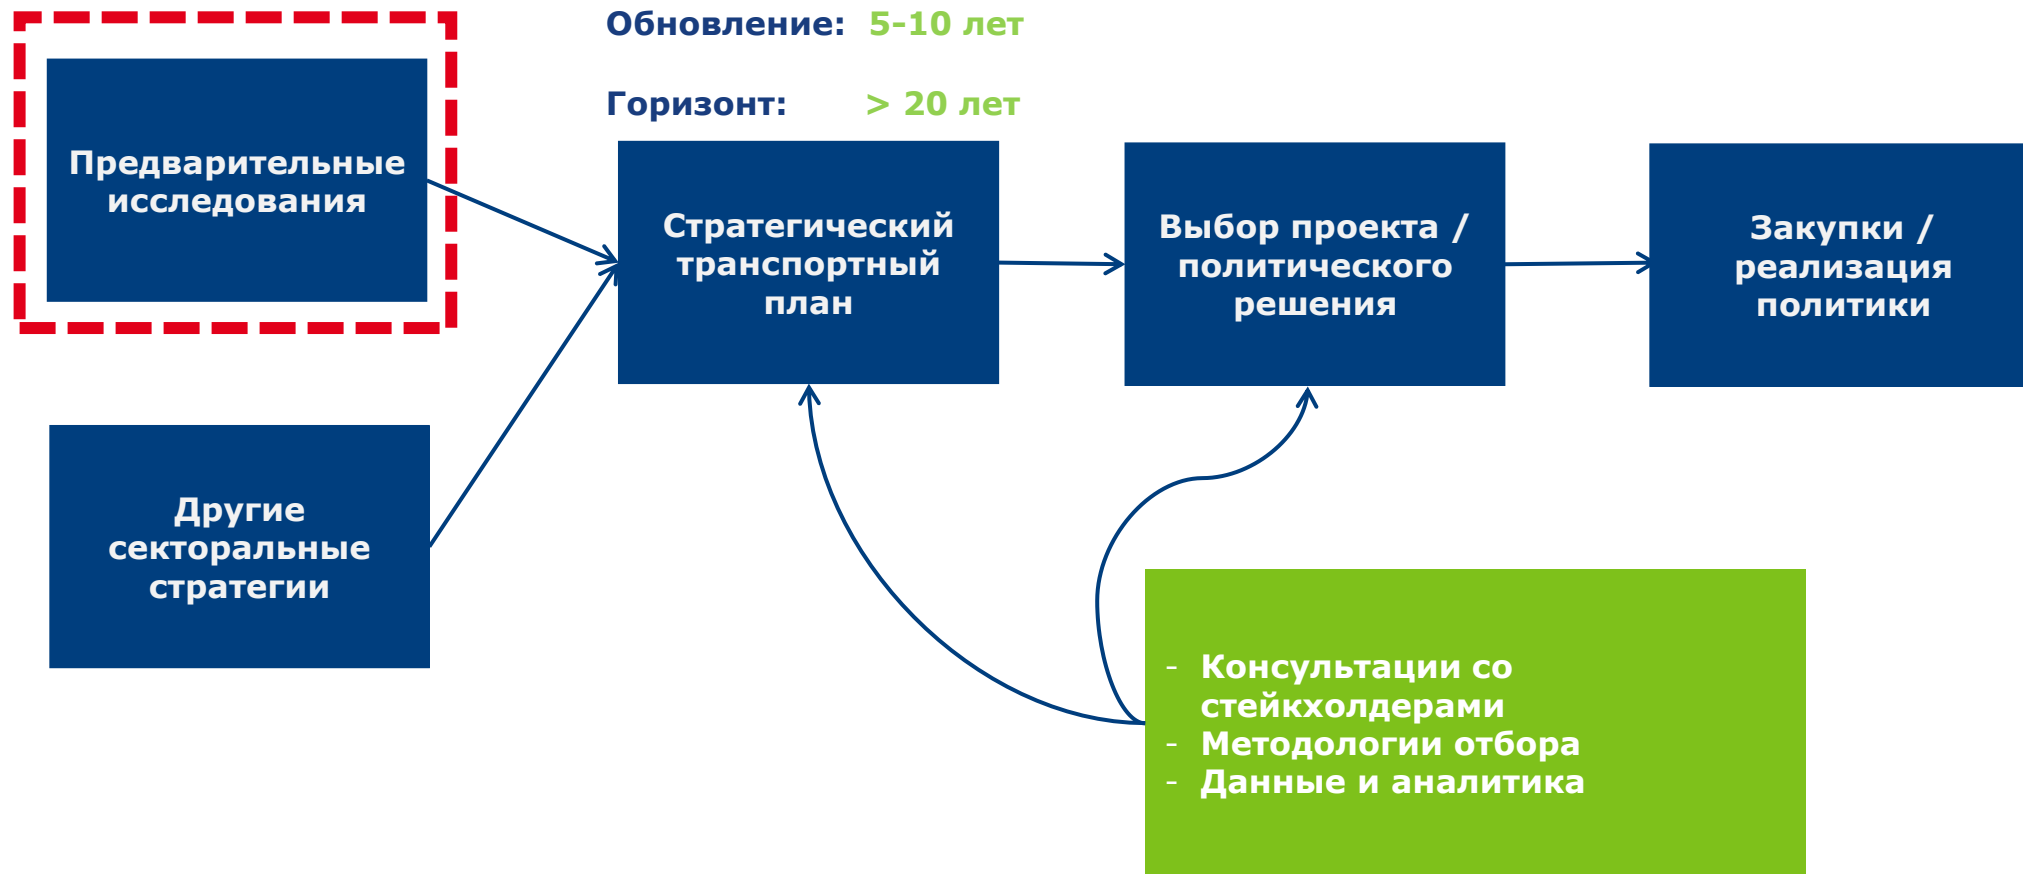 Обновление: 5-10 лет
Горизонт: > 20 лет
Предварительные
исследования
Стратегический
транспортный
план
Выбор проекта /
политического
решения
Закупки /
реализация
политики
Другие
секторальные
стратегии
- Консультации со
стейкхолдерами
- Методологии отбора
- Данные и аналитика